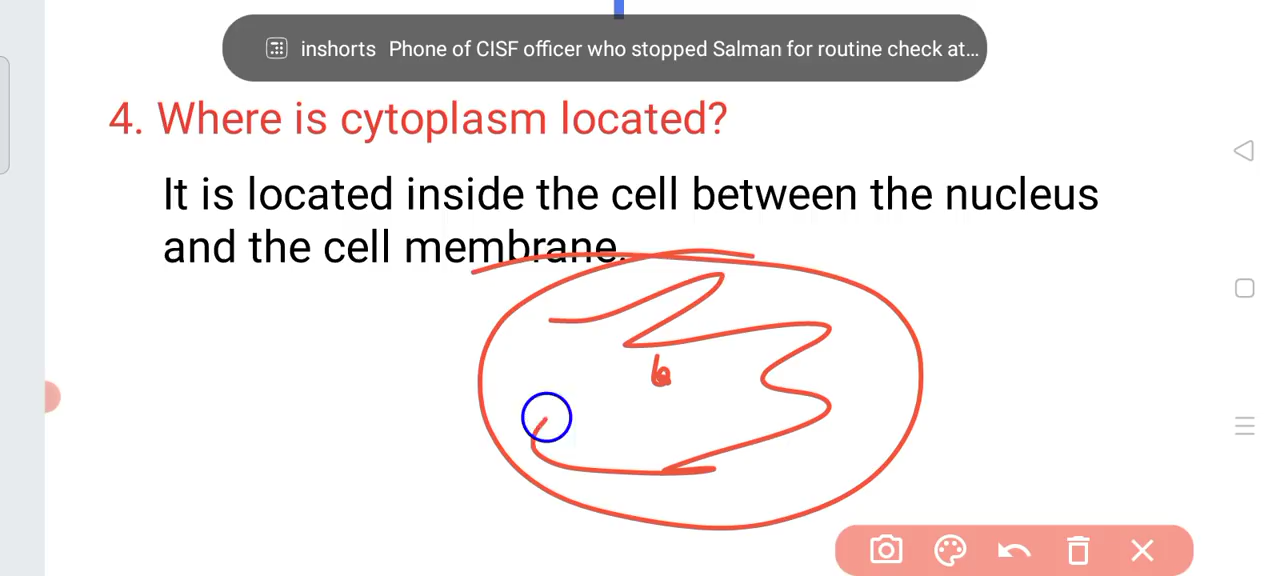 inshorts Phone of CISF officer who stopped Salman for routine check at...
4. Where is cytoplasm located?
It is located inside the cell between the nucleus
and the cell membrane.